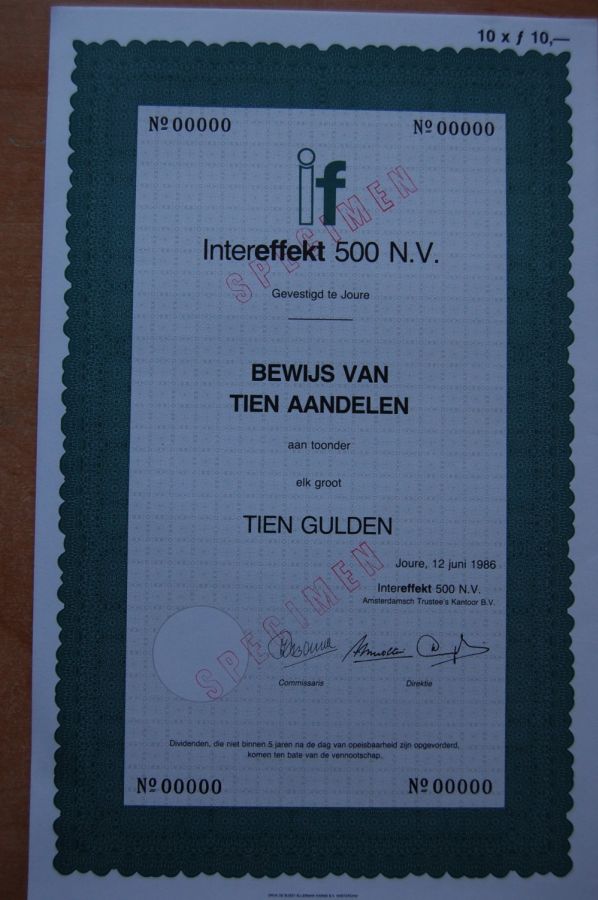 10 x ƒ 10,—
Nº 00000
Nº 00000
if
SPECIMEN
Intereffekt 500 N.V.
Gevestigd te Joure
BEWIJS VAN
TIEN AANDELEN
aan toonder
elk groot
TIEN GULDEN
SPECIMEN
Joure, 12 juni 1986
Intereffekt 500 N.V.
Amsterdamsch Trustee's Kantoor B.V.
Commissaris
Direktie
Dividenden, die niet binnen 5 jaren na de dag van opeisbaarheid zijn opgevorderd,
komen ten bate van de vennootschap.
Nº 00000
Nº 00000